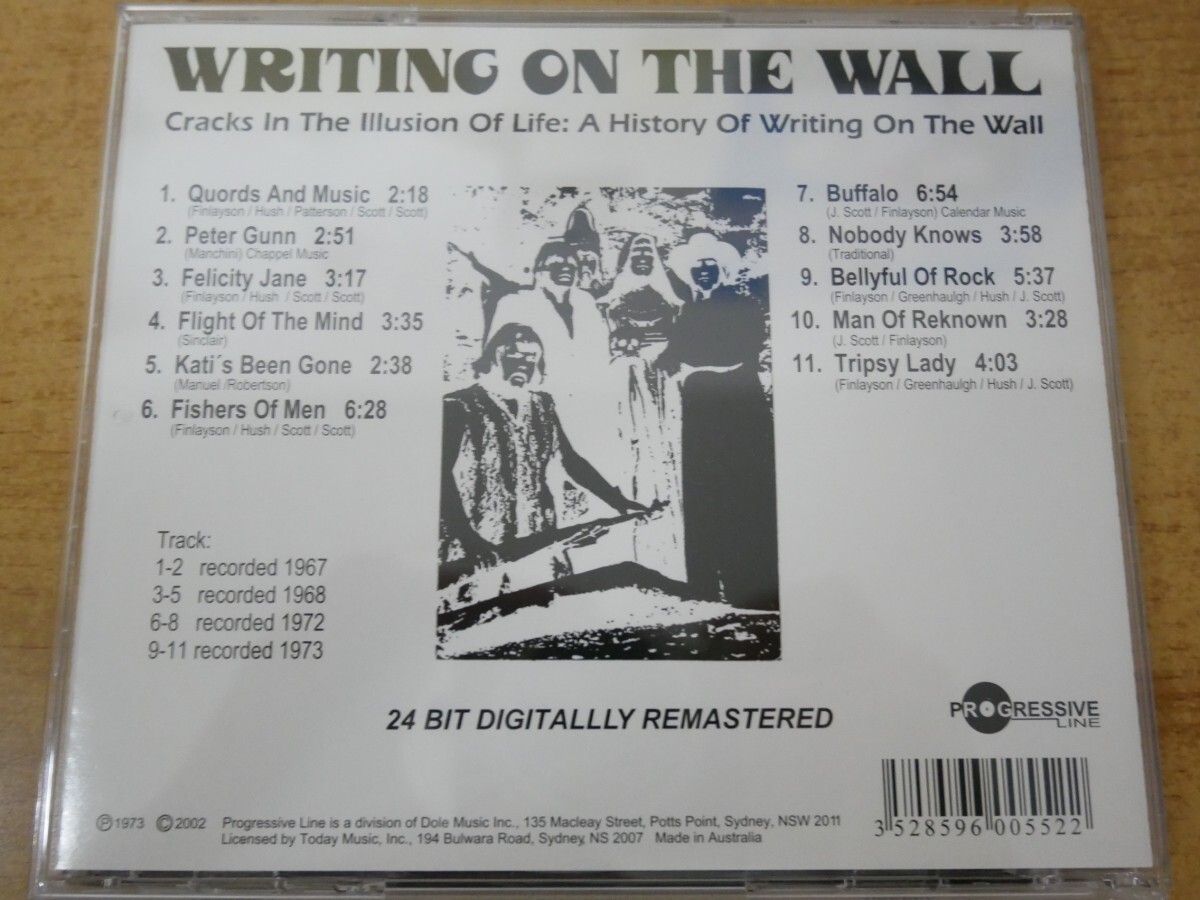 WRITING ON THE WALL
Cracks In The Illusion Of Life: A History Of Writing On The Wall
1. Quords And Music 2:18
(Finlayson / Hush / Patterson / Scott / Scott)
2. Peter Gunn 2:51
(Manchini) Chappel Music
3. Felicity Jane 3:17
(Finlayson / Hush / Scott / Scott)
4. Flight Of The Mind 3:35
(Sinclair)
5. Kati´s Been Gone 2:38
(Manuel /Robertson)
6. Fishers Of Men 6:28
(Finlayson / Hush / Scott / Scott)
7. Buffalo 6:54
(J. Scott / Finlayson) Calendar Music
8. Nobody Knows 3:58
(Traditional)
9. Bellyful Of Rock 5:37
(Finlayson / Greenhaulgh / Hush / J. Scott)
10. Man Of Reknown 3:28
(J. Scott / Finlayson)
11. Tripsy Lady 4:03
(Finlayson / Greenhaulgh / Hush / J. Scott)
Track:
1-2 recorded 1967
3-5 recorded 1968
6-8 recorded 1972
9-11 recorded 1973
24 BIT DIGITALLLY REMASTERED
PROGRESSIVE
LINE
℗1973 ©2002 Progressive Line is a division of Dole Music Inc., 135 Macleay Street, Potts Point, Sydney, NSW 2011
Licensed by Today Music, Inc., 194 Bulwara Road, Sydney, NS 2007 Made in Australia
3 528596 005522